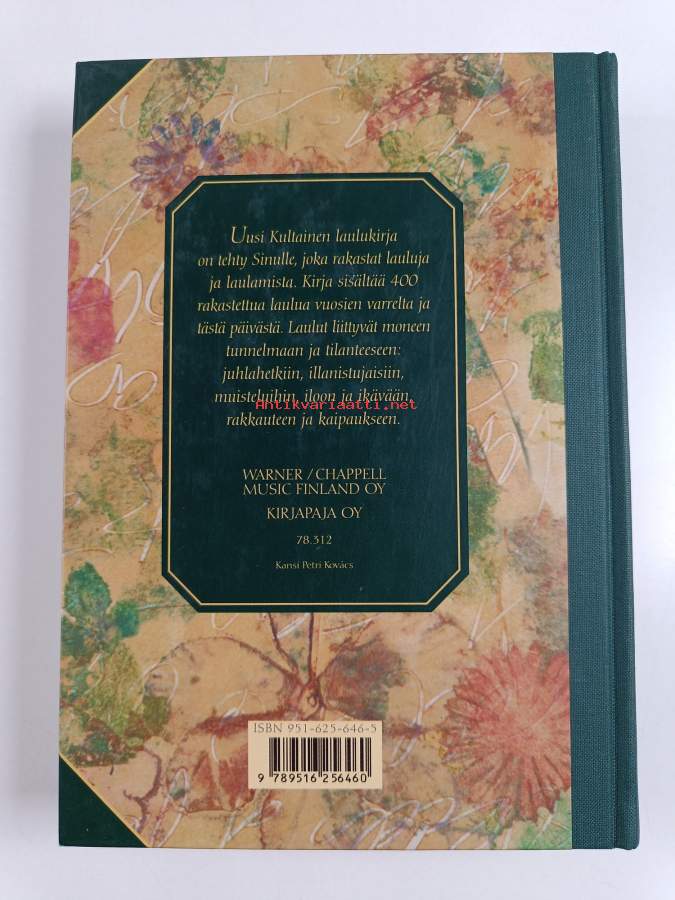 Uusi Kultainen laulukirja
on tehty Sinulle, joka rakastat lauluja
ja laulamista. Kirja sisältää 400
rakastettua laulua vuosien varrelta ja
tästä päivästä. Laulut liittyvät moneen
tunnelmaan ja tilanteeseen:
juhlahetkiin, illanistujaisiin,
muisteluihin, iloon ja ikävään,
Antikvariaatti.net
rakkauteen ja kaipaukseen.
WARNER / CHAPPELL
MUSIC FINLAND OY
KIRJAPAJA OY
78.312
Kansi Petri Kovács
ISBN 951-625-646-5
9 789516 256460